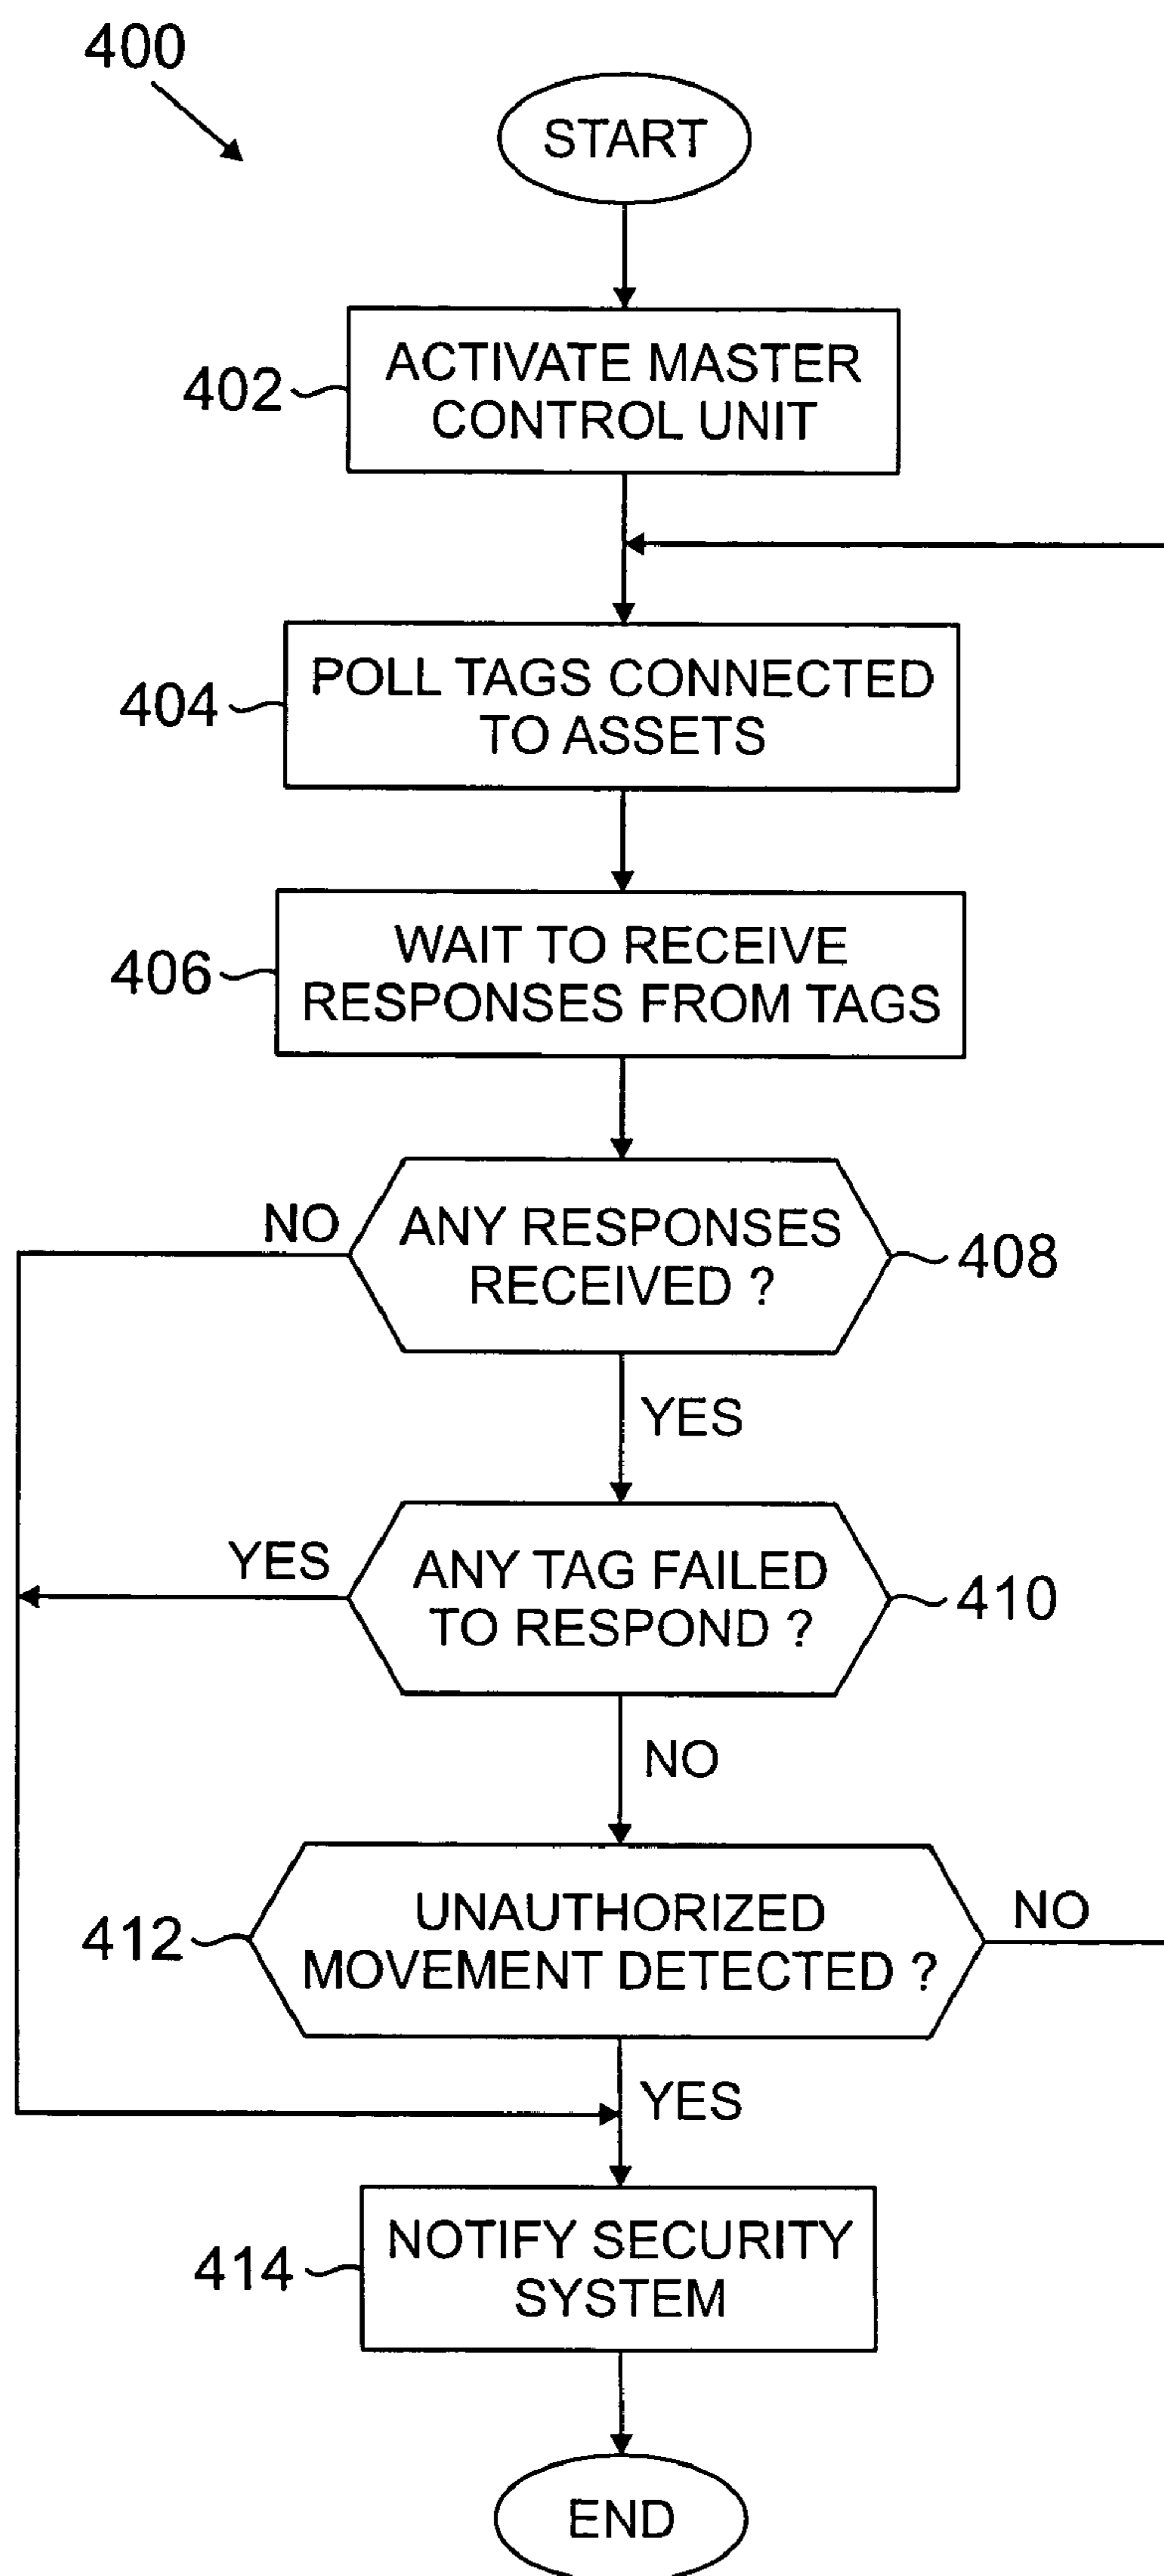 400
START
402
ACTIVATE MASTER
CONTROL UNIT
404
POLL TAGS CONNECTED
TO ASSETS
406
WAIT TO RECEIVE
RESPONSES FROM TAGS
NO
ANY RESPONSES
RECEIVED ?
408
YES
YES
ANY TAG FAILED
TO RESPOND ?
410
NO
412
UNAUTHORIZED
MOVEMENT DETECTED ?
NO
YES
414
NOTIFY SECURITY
SYSTEM
END